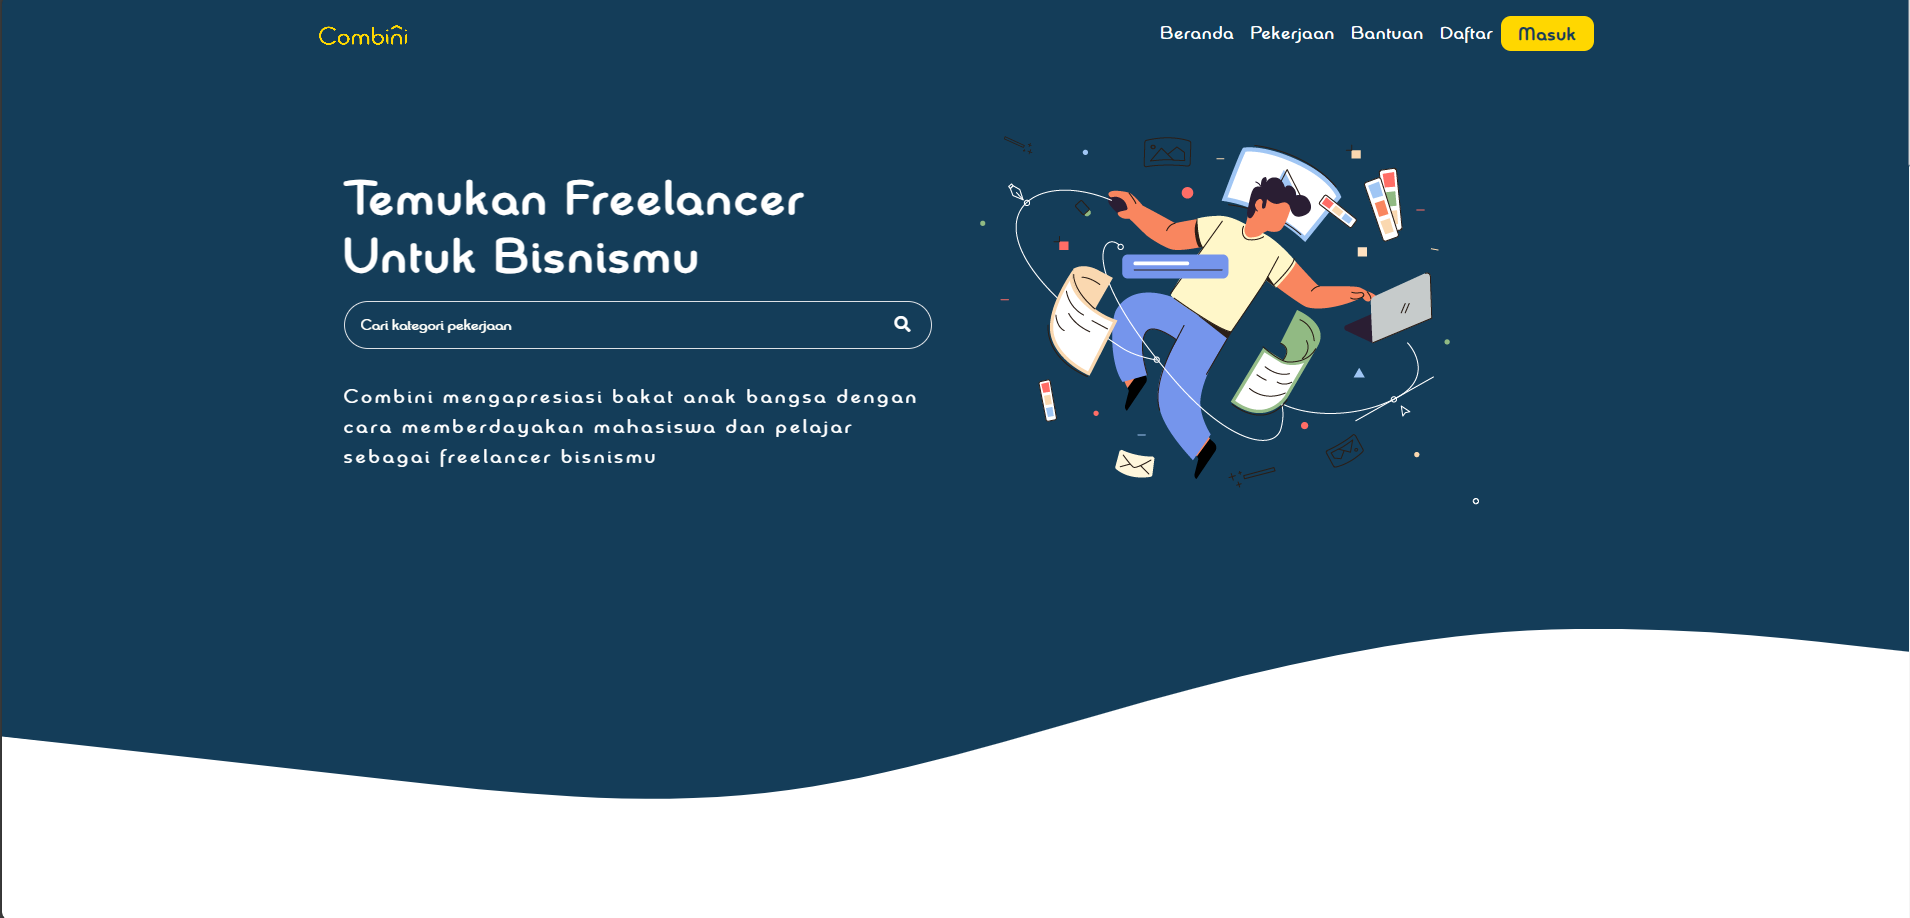 Combini
Beranda Pekerjaan Bantuan Daftar Masuk
Temukan Freelancer
Untuk Bisnismu
Cari kategori pekerjaan
Combini mengapresiasi bakat anak bangsa dengan
cara memberdayakan mahasiswa dan pelajar
sebagai freelancer bisnismu